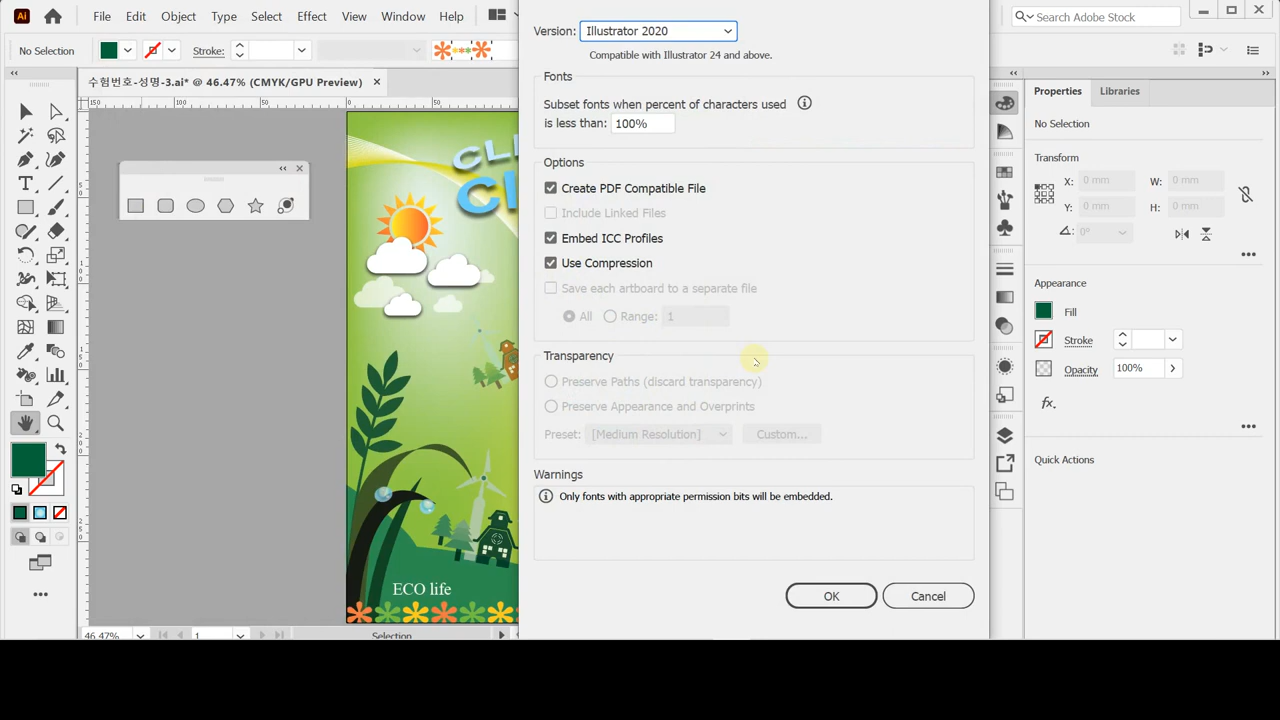 Ai File Edit Object Type Select Effect View Window Help
Search Adobe Stock
No Selection
Stroke:
수험번호-성명-3.ai* @ 46.47% (CMYK/GPU Preview)
150 100 50
CL
C
ECO life
46.47%
1
Selection
Version: Illustrator 2020
Compatible with Illustrator 24 and above.
Fonts
Subset fonts when percent of characters used
is less than: 100%
Options
Create PDF Compatible File
Include Linked Files
Embed ICC Profiles
Use Compression
Save each artboard to a separate file
All Range: 1
Transparency
Preserve Paths (discard transparency)
Preserve Appearance and Overprints
Preset: [Medium Resolution] Custom...
Warnings
Only fonts with appropriate permission bits will be embedded.
OK Cancel
Properties Libraries
No Selection
Transform
X: 0 mm W: 0 mm
Y: 0 mm H: 0 mm
0°
Appearance
Fill
Stroke
Opacity 100%
fx.
Quick Actions